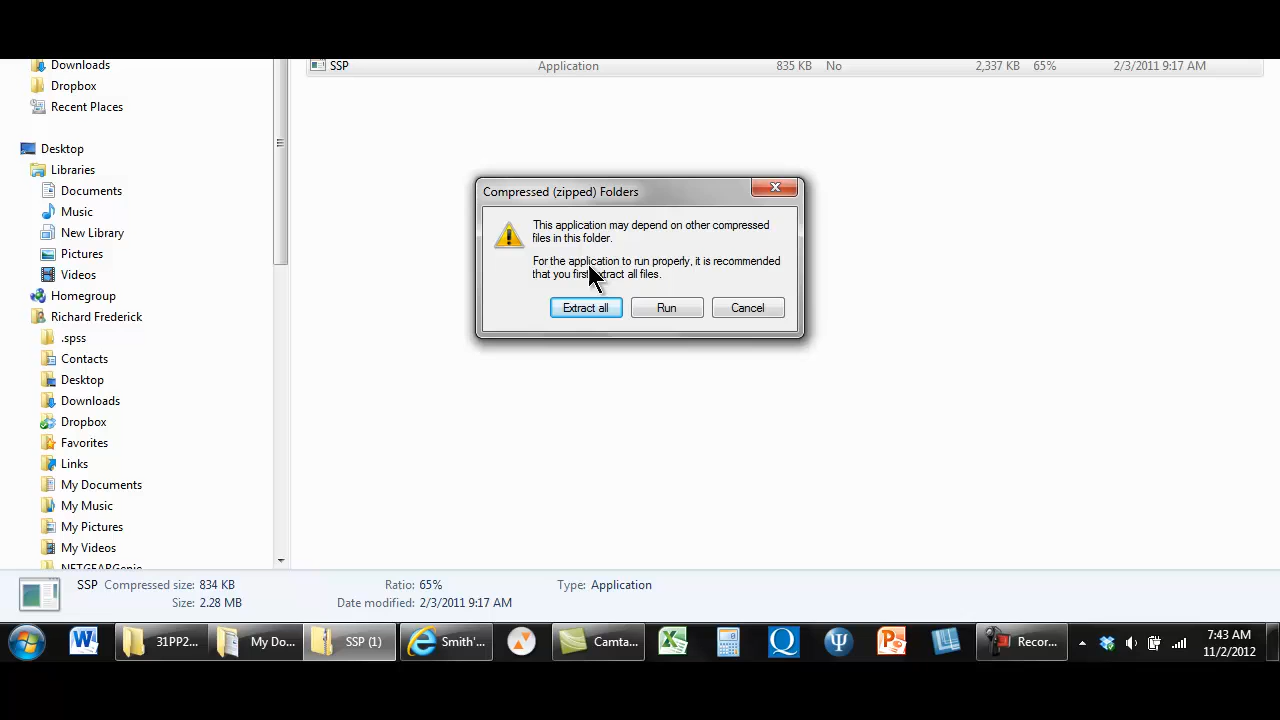 Downloads
Dropbox
Recent Places
Desktop
Libraries
Documents
Music
New Library
Pictures
Videos
Homegroup
Richard Frederick
.spss
Contacts
Desktop
Downloads
Dropbox
Favorites
Links
My Documents
My Music
My Pictures
My Videos
NETGEARGenie
SSP Application 835 KB No 2,337 KB 65% 2/3/2011 9:17 AM
Compressed (zipped) Folders
This application may depend on other compressed
files in this folder.
For the application to run properly, it is recommended
that you first extract all files.
Extract all Run Cancel
SSP Compressed size: 834 KB Ratio: 65% Type: Application
Size: 2.28 MB Date modified: 2/3/2011 9:17 AM
31PP2... My Do... SSP (1) Smith'... Camta... Recor... 7:43 AM
11/2/2012